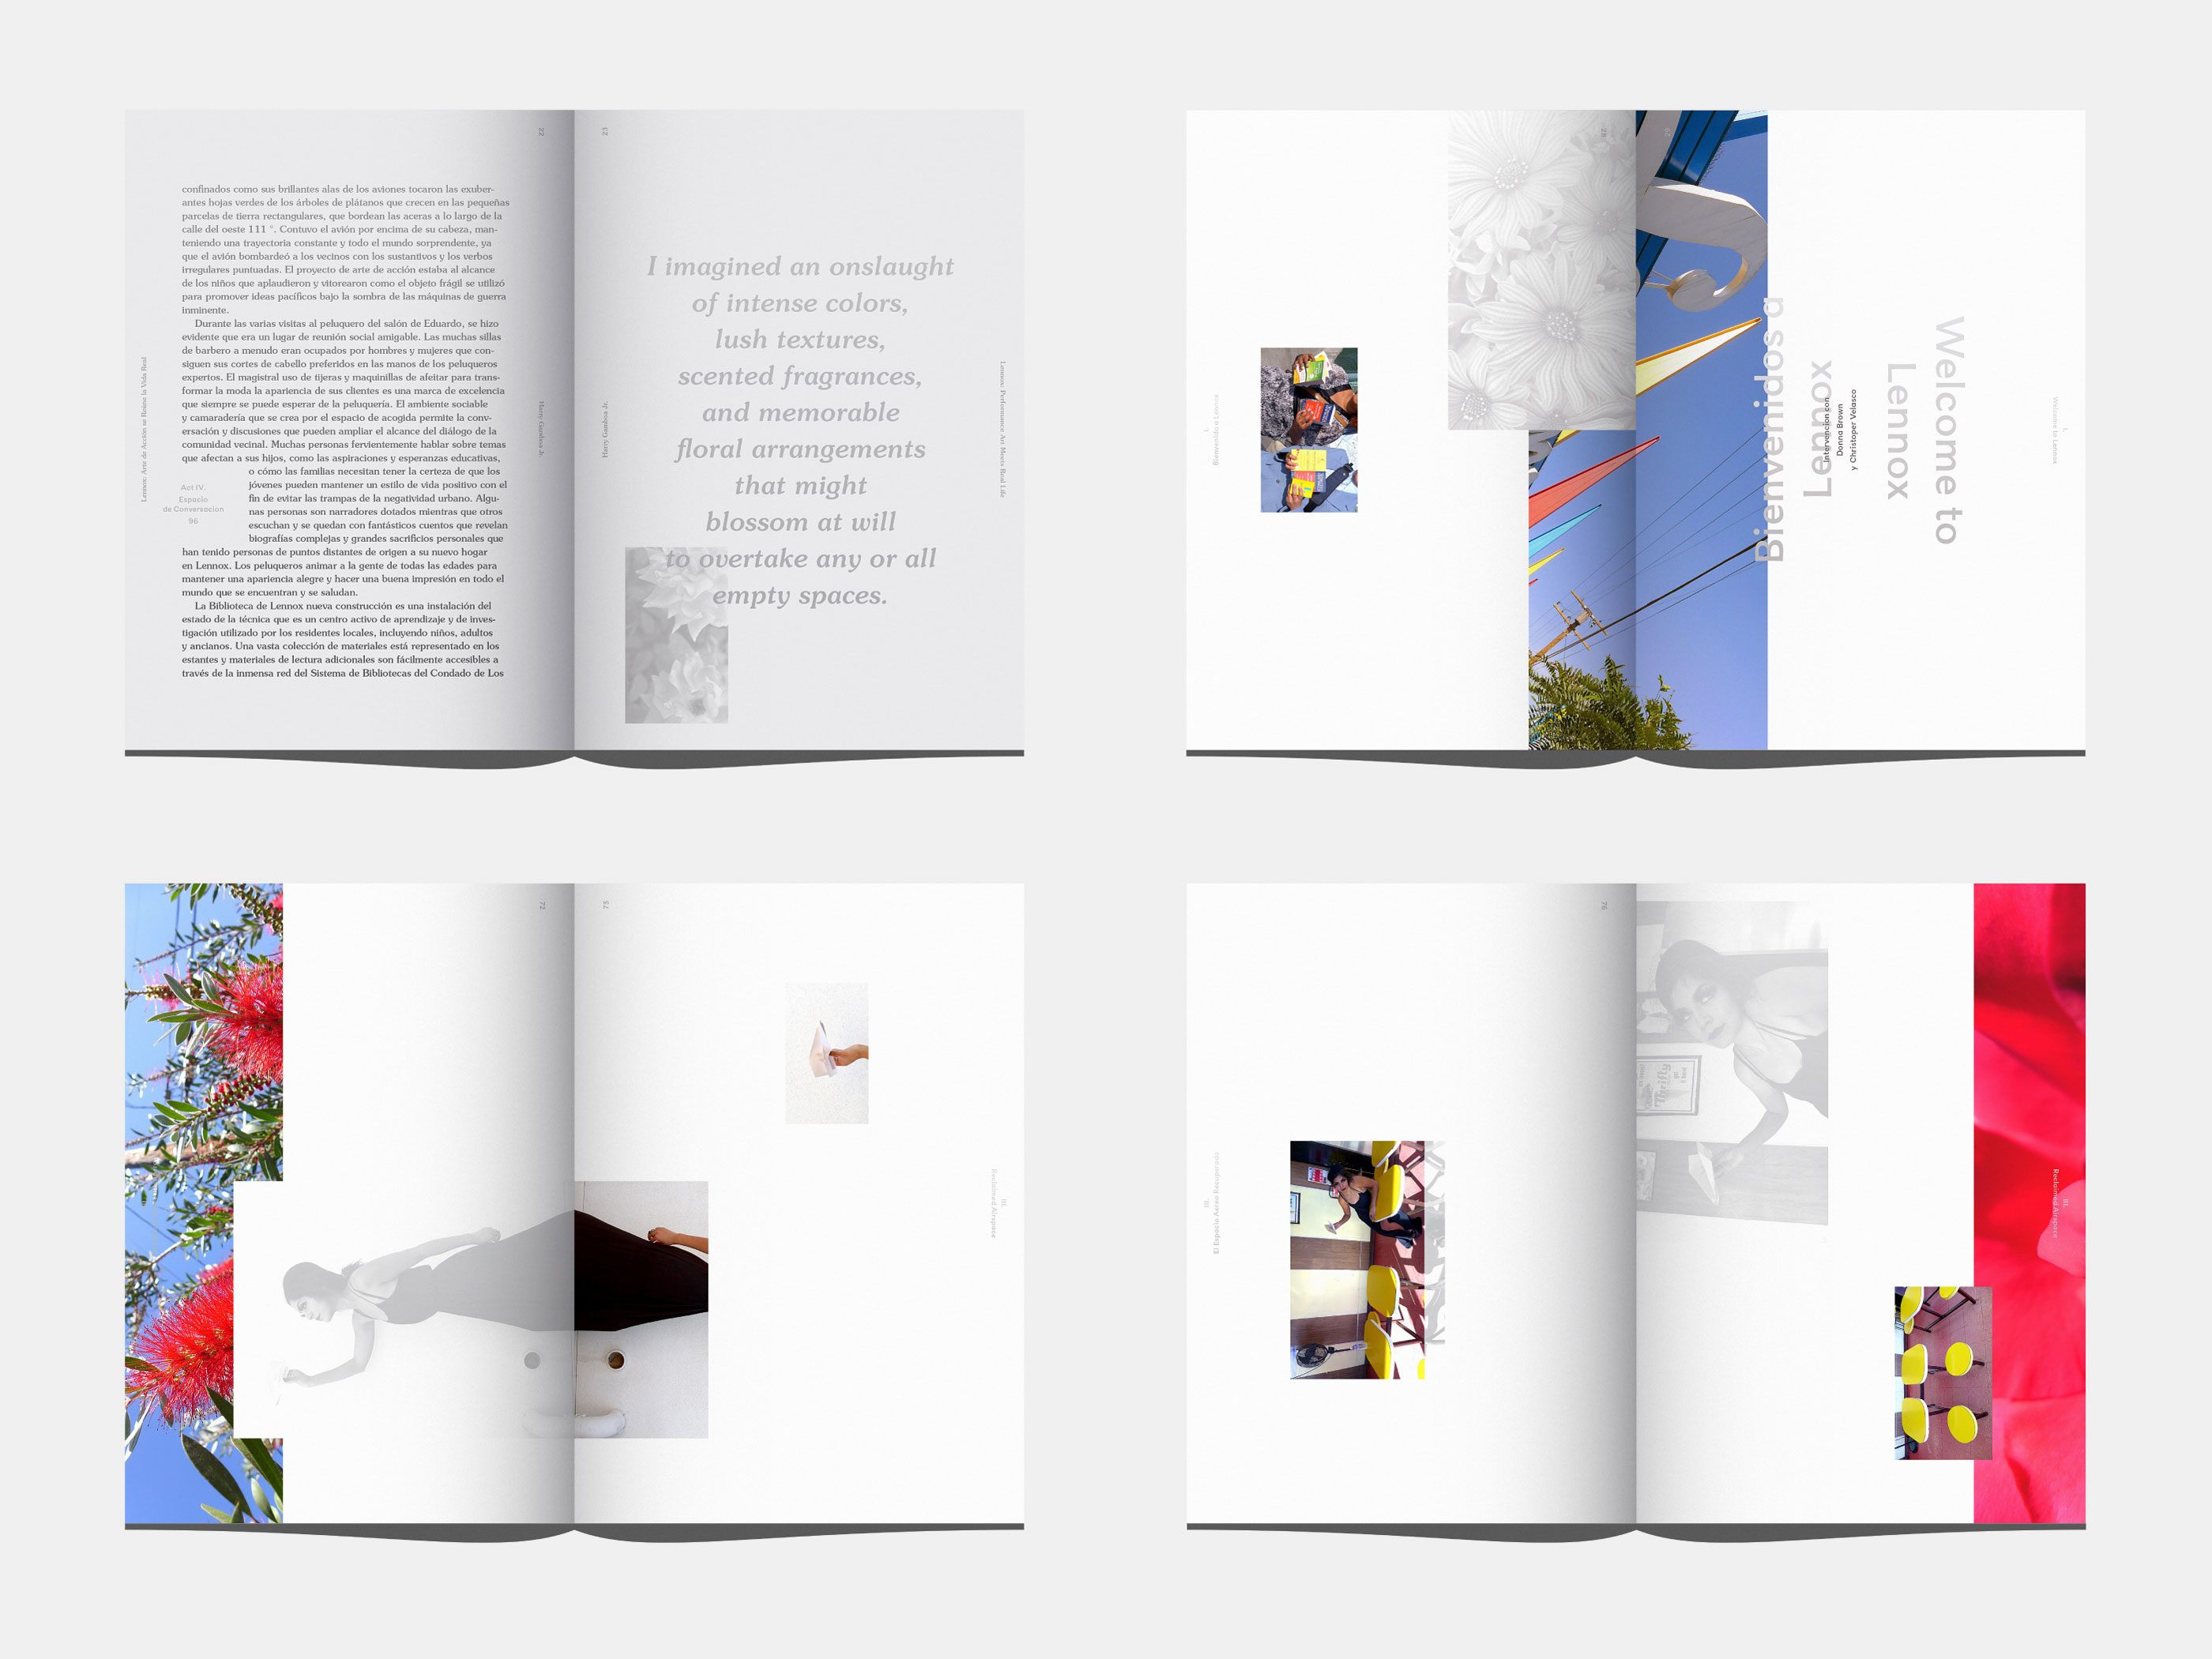 22
confinados como sus brillantes alas de los aviones tocaron las exuber-
antes hojas verdes de los árboles de plátanos que crecen en las pequeñas
parcelas de tierra rectangulares, que bordean las aceras a lo largo de la
calle del oeste 111 °. Contuvo el avión por encima de su cabeza, man-
teniendo una trayectoria constante y todo el mundo sorprendente, ya
que el avión bombardeó a los vecinos con los sustantivos y los verbos
irregulares puntuadas. El proyecto de arte de acción estaba al alcance
de los niños que aplaudieron y vitorearon como el objeto frágil se utilizó
para promover ideas pacíficos bajo la sombra de las máquinas de guerra
inminente.
Durante las varias visitas al peluquero del salón de Eduardo, se hizo
evidente que era un lugar de reunión social amigable. Las muchas sillas
de barbero a menudo eran ocupados por hombres y mujeres que con-
siguen sus cortes de cabello preferidos en las manos de los peluqueros
expertos. El magistral uso de tijeras y maquinillas de afeitar para trans-
formar la moda la apariencia de sus clientes es una marca de excelencia
que siempre se puede esperar de la peluquería. El ambiente sociable
y camaradería que se crea por el espacio de acogida permite la conv-
ersación y discusiones que pueden ampliar el alcance del diálogo de la
comunidad vecinal. Muchas personas fervientemente hablar sobre temas
que afectan a sus hijos, como las aspiraciones y esperanzas educativas,
o cómo las familias necesitan tener la certeza de que los
jóvenes pueden mantener un estilo de vida positivo con el
fin de evitar las trampas de la negatividad urbano. Algu-
nas personas son narradores dotados mientras que otros
escuchan y se quedan con fantásticos cuentos que revelan
biografías complejas y grandes sacrificios personales que
han tenido personas de puntos distantes de origen a su nuevo hogar
en Lennox. Los peluqueros animar a la gente de todas las edades para
mantener una apariencia alegre y hacer una buena impresión en todo el
mundo que se encuentran y se saludan.
La Biblioteca de Lennox nueva construcción es una instalación del
estado de la técnica que es un centro activo de aprendizaje y de inves-
tigación utilizado por los residentes locales, incluyendo niños, adultos
y ancianos. Una vasta colección de materiales está representado en los
estantes y materiales de lectura adicionales son fácilmente accesibles a
través de la inmensa red del Sistema de Bibliotecas del Condado de Los
Act IV.
Espacio
de Conversacion
96
Lennox: Arte de Acción se Reúne la Vida Real
Harry Gamboa Jr.
23
Harry Gamboa Jr.
I imagined an onslaught
of intense colors,
lush textures,
scented fragrances,
and memorable
floral arrangements
that might
blossom at will
to overtake any or all
empty spaces.
Lennox: Performance Art Meets Real Life
I.
Bienvenido a Lennox
28
Bienvenidos a
Lennox
Intervencion con
Donna Brown
y Christoper Velasco
Welcome to
Lennox
I.
Welcome to Lennox
72
73
III.
Reclaimed Airspace
III.
El Espacio Aereo Recuperado
76
Thrifty
III.
Reclaimed Airspace